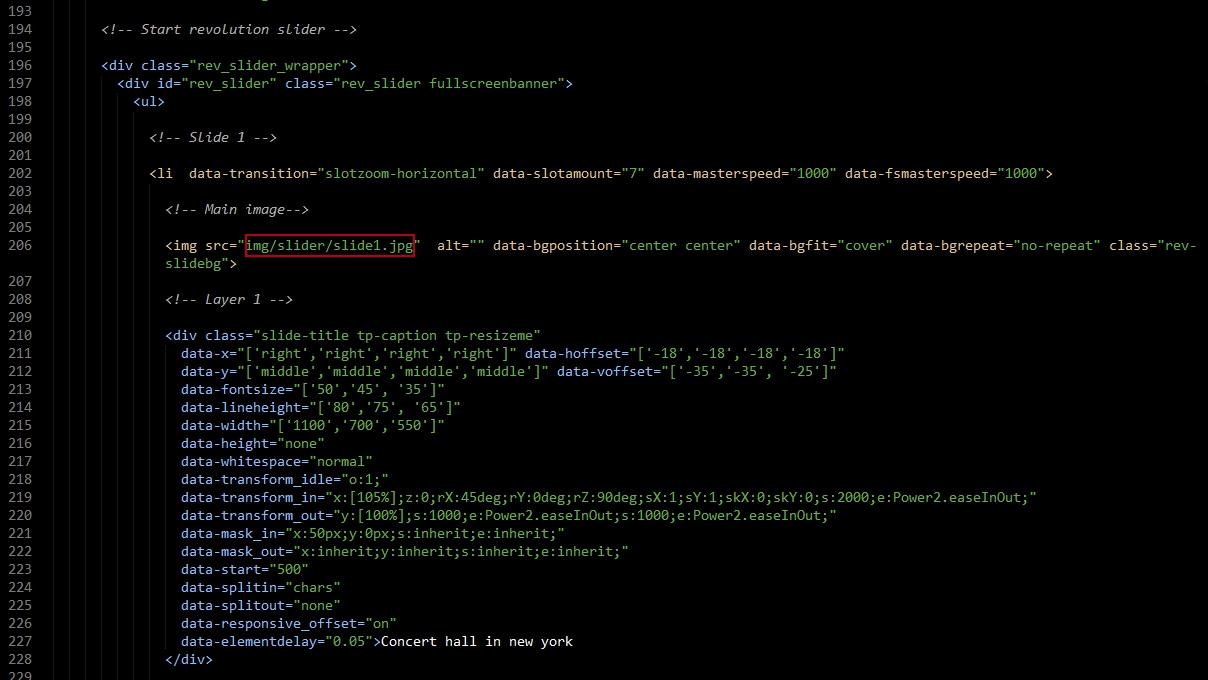 193
194 <!-- Start revolution slider -->
195
196 <div class="rev_slider_wrapper">
197 <div id="rev_slider" class="rev_slider fullscreenbanner">
198 <ul>
199
200 <!-- Slide 1 -->
201
202 <li  data-transition="slotzoom-horizontal" data-slotamount="7" data-masterspeed="1000" data-fsmasterspeed="1000">
203
204 <!-- Main image-->
205
206 <img src="img/slider/slide1.jpg"  alt="" data-bgposition="center center" data-bgfit="cover" data-bgrepeat="no-repeat" class="rev-
slidebg">
207
208 <!-- Layer 1 -->
209
210 <div class="slide-title tp-caption tp-resizeme"
211 data-x="['right','right','right','right']" data-hoffset="['-18','-18','-18','-18']"
212 data-y="['middle','middle','middle','middle']" data-voffset="['-35','-35', '-25']"
213 data-fontsize="['50','45', '35']"
214 data-lineheight="['80','75', '65']"
215 data-width="['1100','700','550']"
216 data-height="none"
217 data-whitespace="normal"
218 data-transform_idle="o:1;"
219 data-transform_in="x:[105%];z:0;rX:45deg;rY:0deg;rZ:90deg;sX:1;sY:1;skX:0;skY:0;s:2000;e:Power2.easeInOut;"
220 data-transform_out="y:[100%];s:1000;e:Power2.easeInOut;s:1000;e:Power2.easeInOut;"
221 data-mask_in="x:50px;y:0px;s:inherit;e:inherit;"
222 data-mask_out="x:inherit;y:inherit;s:inherit;e:inherit;"
223 data-start="500"
224 data-splitin="chars"
225 data-splitout="none"
226 data-responsive_offset="on"
227 data-elementdelay="0.05">Concert hall in new york
228 </div>
229